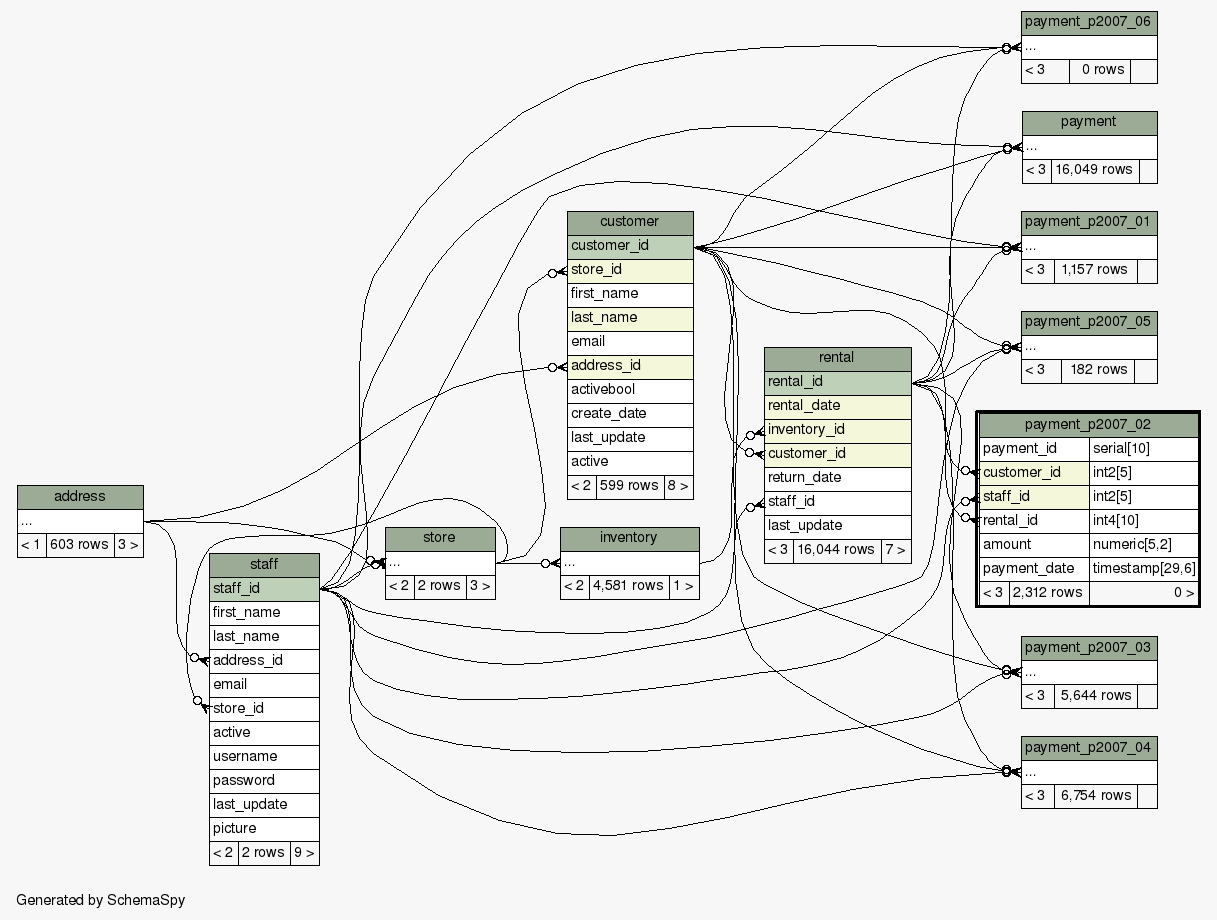 payment_p2007_06
...
< 3 0 rows
payment
...
< 3 16,049 rows
payment_p2007_01
...
< 3 1,157 rows
payment_p2007_05
...
< 3 182 rows
customer
customer_id
store_id
first_name
last_name
email
address_id
activebool
create_date
last_update
active
< 2 599 rows 8 >
rental
rental_id
rental_date
inventory_id
customer_id
return_date
staff_id
last_update
< 3 16,044 rows 7 >
payment_p2007_02
payment_id serial[10]
customer_id int2[5]
staff_id int2[5]
rental_id int4[10]
amount numeric[5,2]
payment_date timestamp[29,6]
< 3 2,312 rows 0 >
address
...
< 1 603 rows 3 >
store
...
< 2 2 rows 3 >
inventory
...
< 2 4,581 rows 1 >
staff
staff_id
first_name
last_name
address_id
email
store_id
active
username
password
last_update
picture
< 2 2 rows 9 >
payment_p2007_03
...
< 3 5,644 rows
payment_p2007_04
...
< 3 6,754 rows
Generated by SchemaSpy